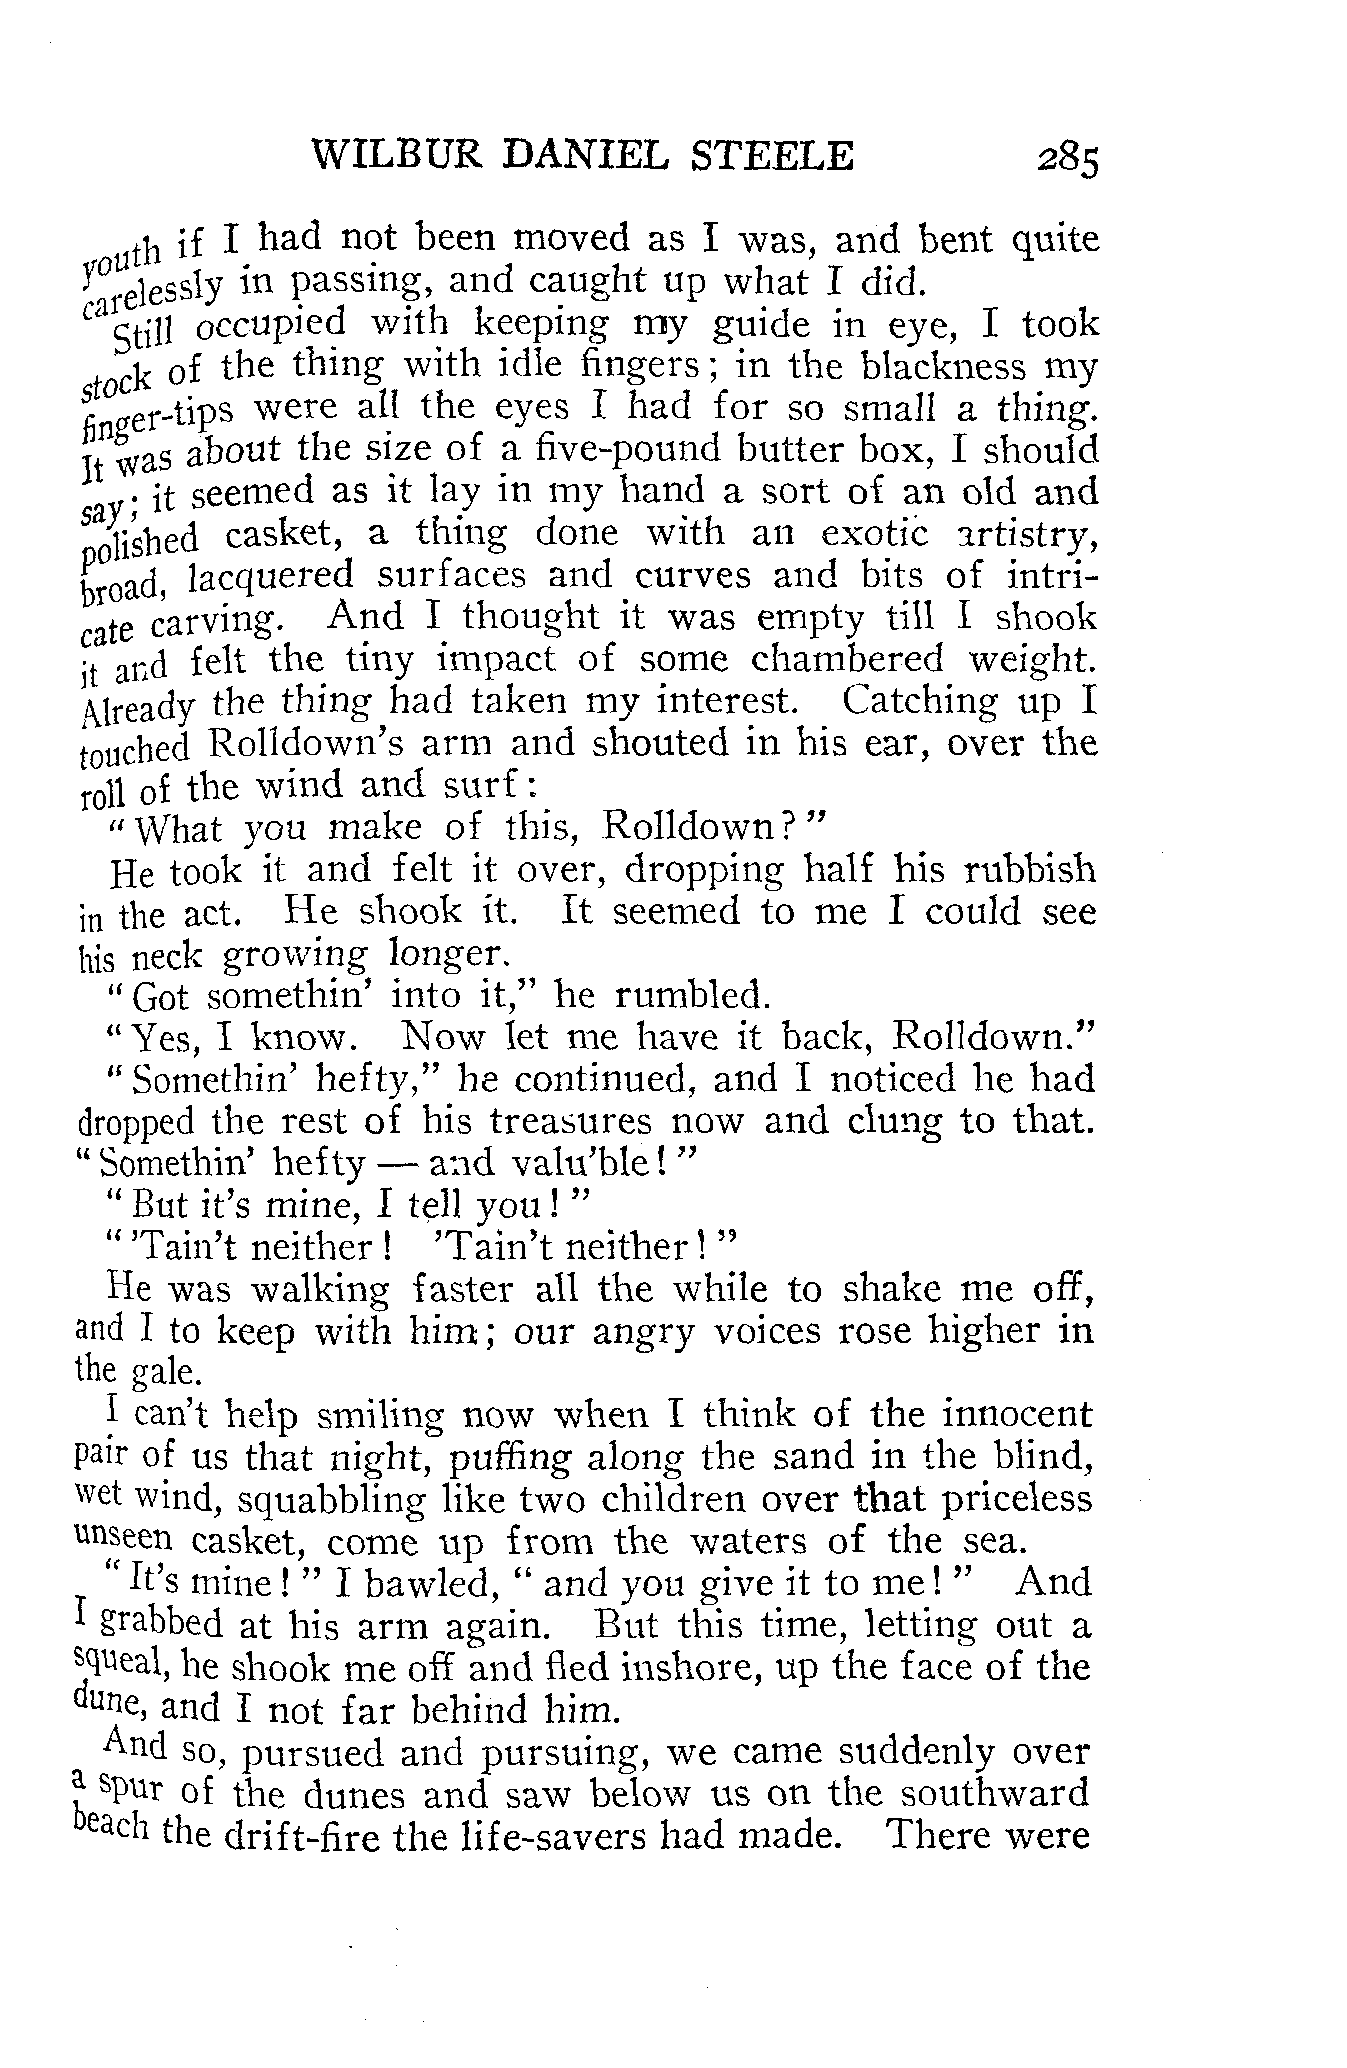 WILBUR DANIEL STEELE 285
youth if I had not been moved as I was, and bent quite
carelessly in passing, and caught up what I did.
Still occupied with keeping my guide in eye, I took
stock of the thing with idle fingers; in the blackness my
finger-tips were all the eyes I had for so small a thing.
It was about the size of a five-pound butter box, I should
say; it seemed as it lay in my hand a sort of an old and
polished casket, a thing done with an exotic artistry,
broad, lacquered surfaces and curves and bits of intri-
cate carving. And I thought it was empty till I shook
it and felt the tiny impact of some chambered weight.
Already the thing had taken my interest. Catching up I
touched Rolldown's arm and shouted in his ear, over the
roll of the wind and surf:
"What you make of this, Rolldown?"
He took it and felt it over, dropping half his rubbish
in the act. He shook it. It seemed to me I could see
his neck growing longer.
"Got somethin' into it," he rumbled.
"Yes, I know. Now let me have it back, Rolldown."
"Somethin' hefty," he continued, and I noticed he had
dropped the rest of his treasures now and clung to that.
"Somethin' hefty — and valu'ble!"
"But it's mine, I tell you!"
"'Tain't neither! 'Tain't neither!"
He was walking faster all the while to shake me off,
and I to keep with him; our angry voices rose higher in
the gale.
I can't help smiling now when I think of the innocent
pair of us that night, puffing along the sand in the blind,
wet wind, squabbling like two children over that priceless
unseen casket, come up from the waters of the sea.
"It's mine!" I bawled, "and you give it to me!" And
I grabbed at his arm again. But this time, letting out a
squeal, he shook me off and fled inshore, up the face of the
dune, and I not far behind him.
And so, pursued and pursuing, we came suddenly over
a spur of the dunes and saw below us on the southward
beach the drift-fire the life-savers had made. There were